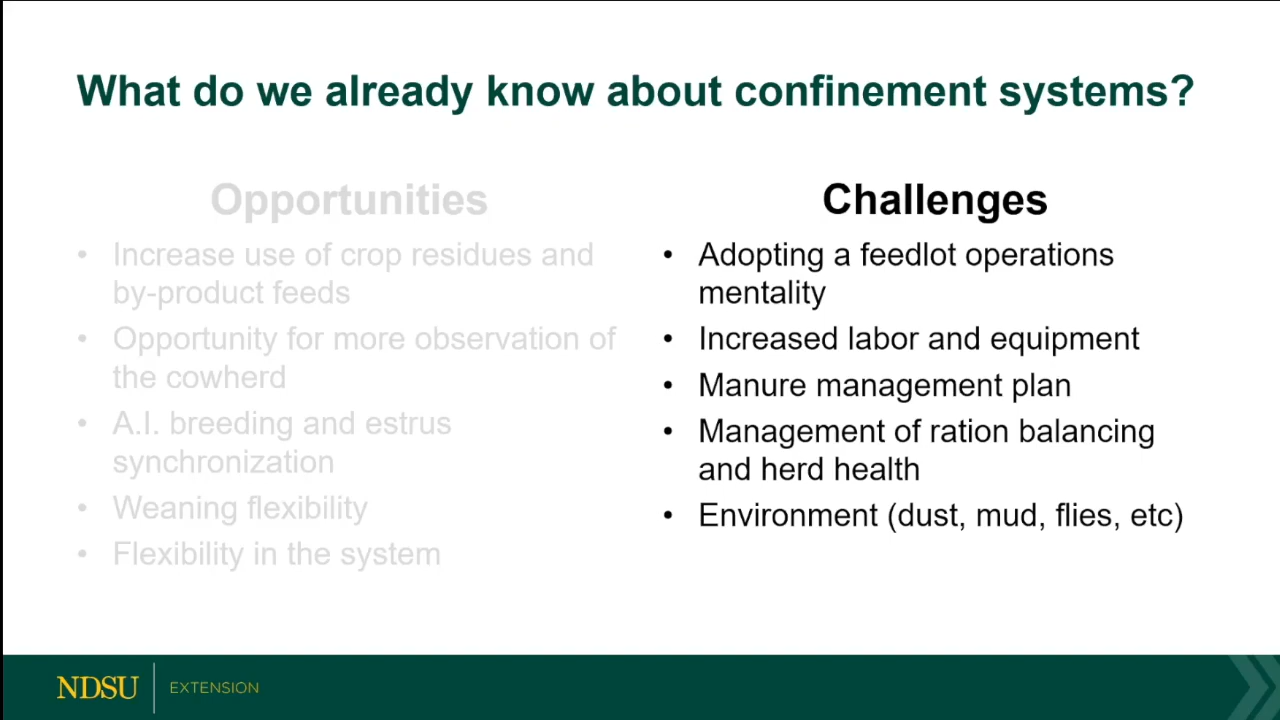 What do we already know about confinement systems?
Opportunities
• Increase use of crop residues and
by-product feeds
• Opportunity for more observation of
the cowherd
• A.I. breeding and estrus
synchronization
• Weaning flexibility
• Flexibility in the system
Challenges
• Adopting a feedlot operations
mentality
• Increased labor and equipment
• Manure management plan
• Management of ration balancing
and herd health
• Environment (dust, mud, flies, etc)
NDSU EXTENSION